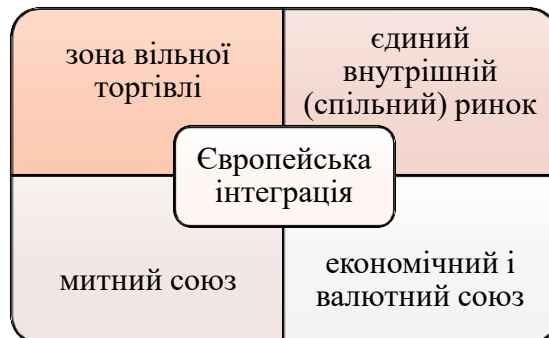 зона вільної
торгівлі
єдиний
внутрішній
(спільний) ринок
Європейська
інтеграція
митний союз
економічний і
валютний союз